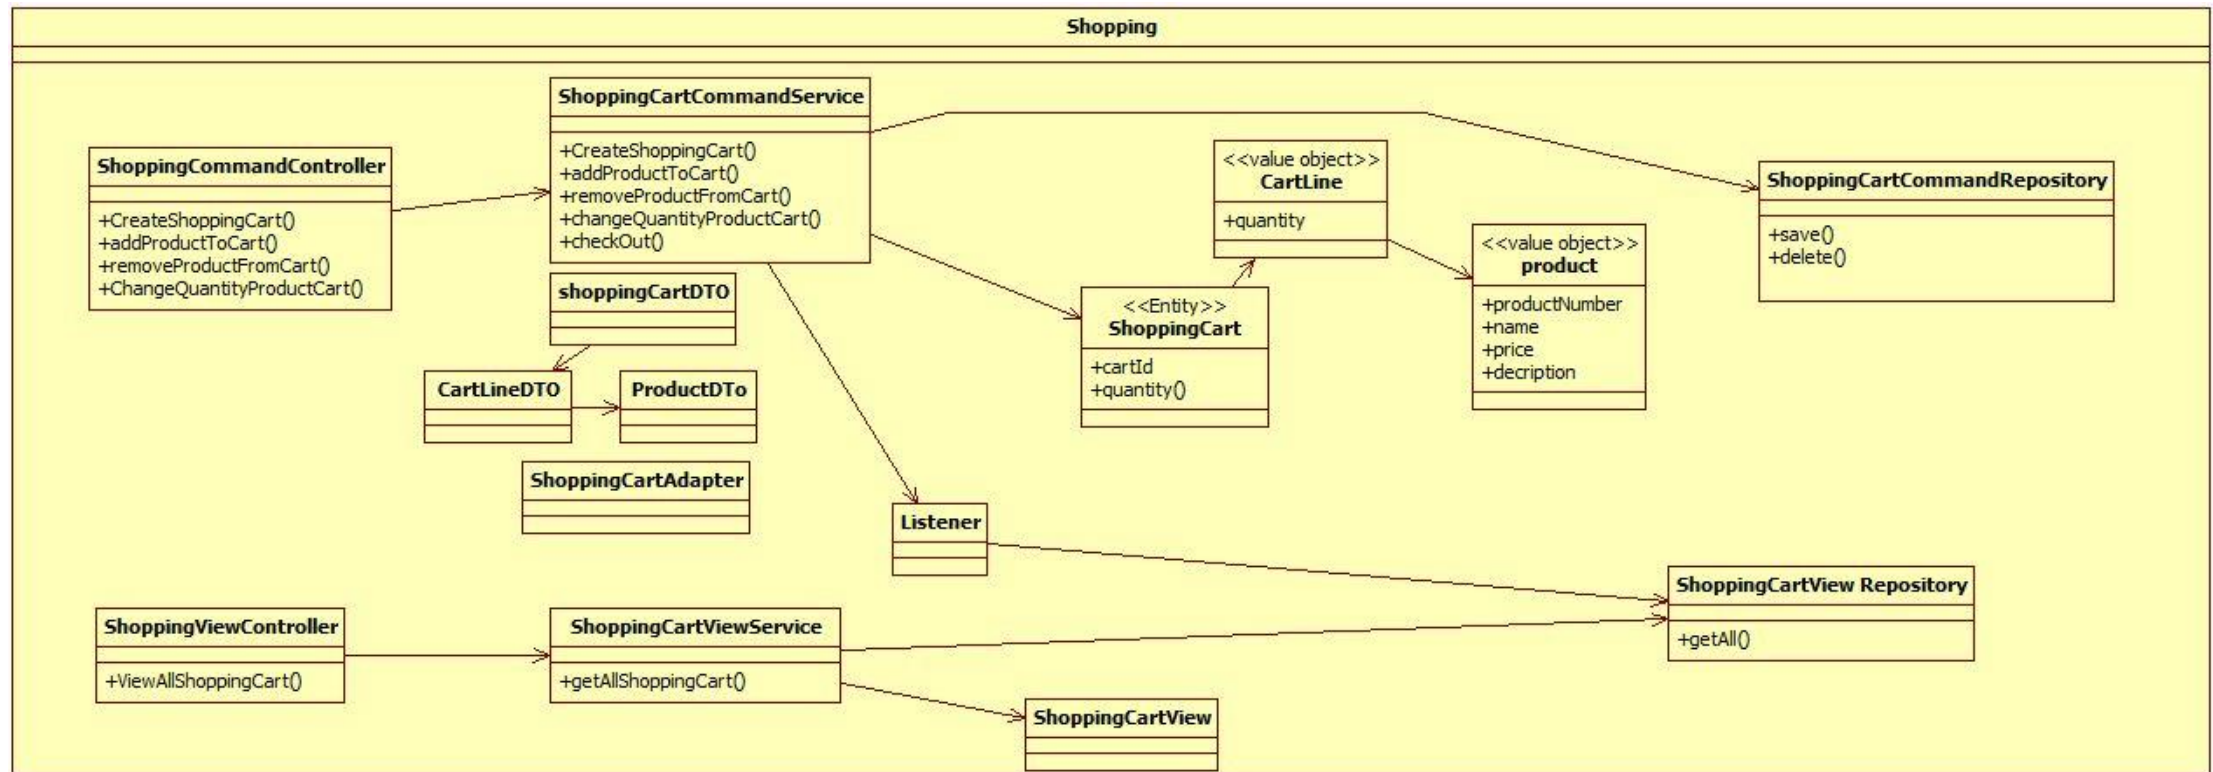 Shopping
ShoppingCommandController
+CreateShoppingCart()
+addProductToCart()
+removeProductFromCart()
+ChangeQuantityProductCart()
ShoppingCartCommandService
+CreateShoppingCart()
+addProductToCart()
+removeProductFromCart()
+changeQuantityProductCart()
+checkOut()
<<value object>>
CartLine
+quantity
<<value object>>
product
+productNumber
+name
+price
+decription
ShoppingCartCommandRepository
+save()
+delete()
<<Entity>>
ShoppingCart
+cartId
+quantity()
shoppingCartDTO
CartLineDTO
ProductDTo
ShoppingCartAdapter
Listener
ShoppingViewController
+ViewAllShoppingCart()
ShoppingCartViewService
+getAllShoppingCart()
ShoppingCartView Repository
+getAll()
ShoppingCartView